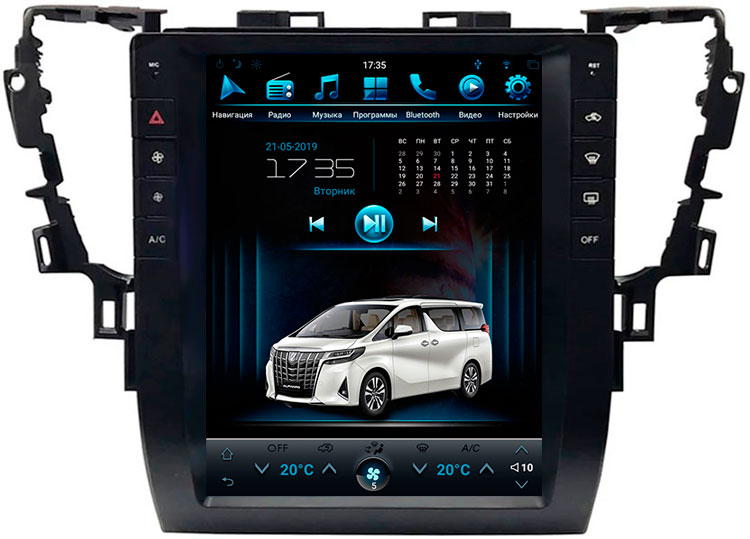 17:35
MIC
RST
Навигация Радио Музыка Программы Bluetooth Видео Настройки
21-05-2019
17 35
Вторник
ВС ПН ВТ СР ЧТ ПТ СБ
28 29 30 1 2 3 4
5 6 7 8 9 10 11
12 13 14 15 16 17 18
19 20 21 22 23 24 25
26 27 28 29 30 31 1
2 3 4 5 6 7 8
A/C
OFF
ALPHARD
OFF A/C
20°C 20°C 10
5